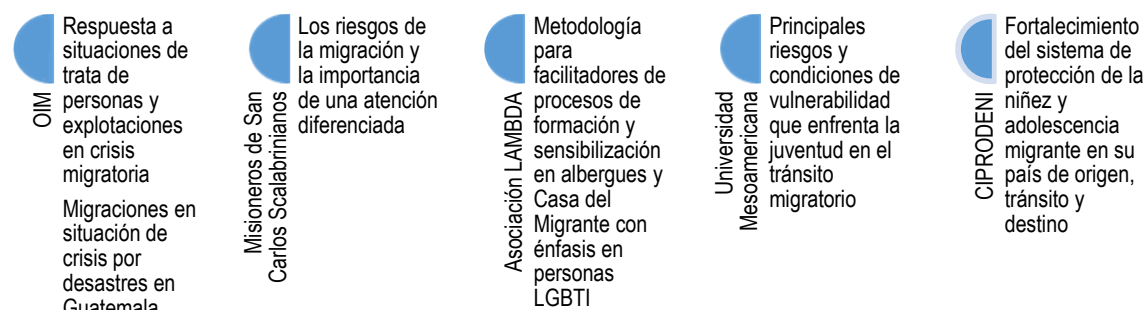 OIM
Respuesta a
situaciones de
trata de
personas y
explotaciones
en crisis
migratoria
Migraciones en
situación de
crisis por
desastres en
Guatemala
Misioneros de San
Carlos Scalabrinianos
Los riesgos de
la migración y
la importancia
de una atención
diferenciada
Asociación LAMBDA
Metodología
para
facilitadores de
procesos de
formación y
sensibilización
en albergues y
Casa del
Migrante con
énfasis en
personas
LGBTI
Universidad
Mesoamericana
Principales
riesgos y
condiciones de
vulnerabilidad
que enfrenta la
juventud en el
tránsito
migratorio
CIPRODENI
Fortalecimiento
del sistema de
protección de la
niñez y
adolescencia
migrante en su
país de origen,
tránsito y
destino